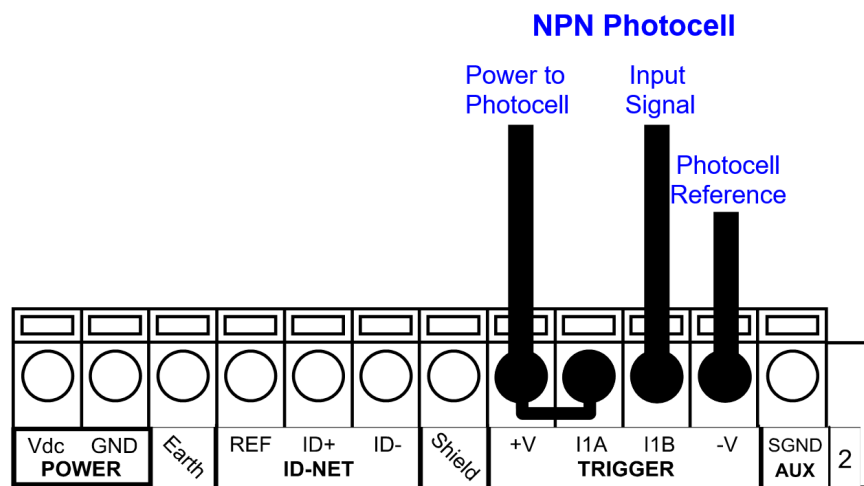 NPN Photocell
Power to
Photocell
Input
Signal
Photocell
Reference
Vdc GND Earth REF ID+ ID- Shield +V I1A I1B -V SGND 2
POWER ID-NET TRIGGER AUX